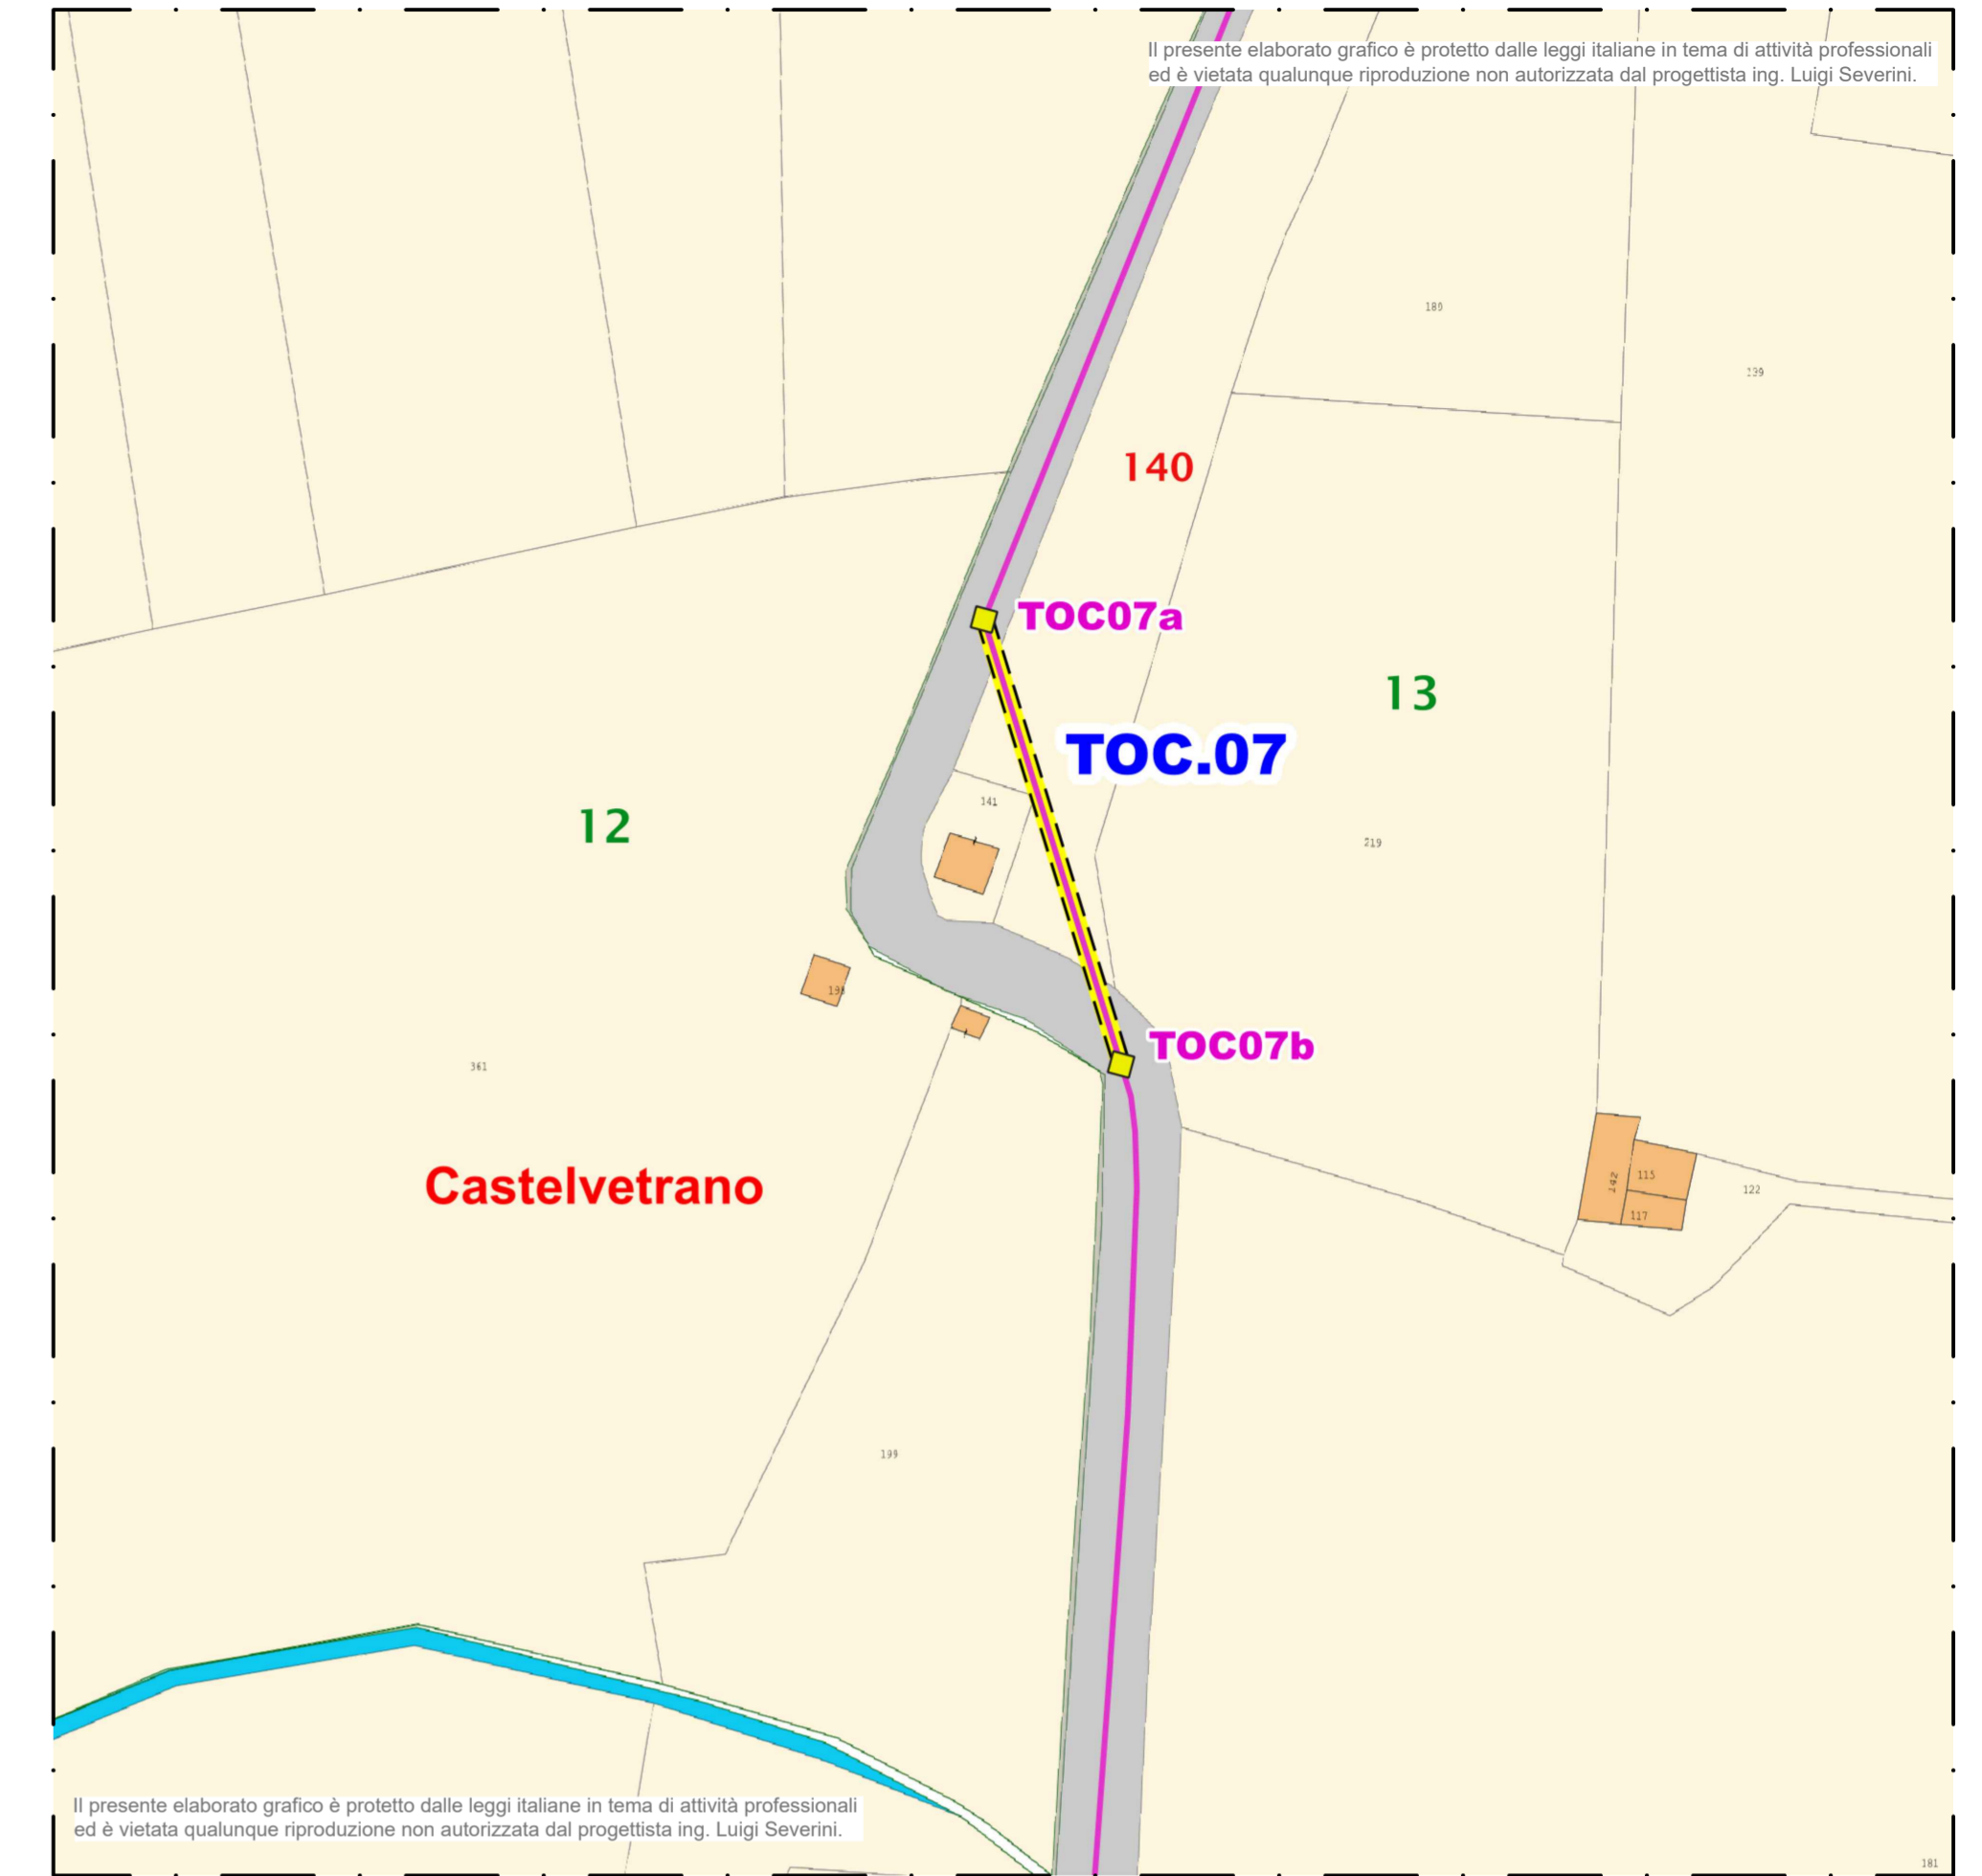 Il presente elaborato grafico è protetto dalle leggi italiane in tema di attività professionali
ed è vietata qualunque riproduzione non autorizzata dal progettista ing. Luigi Severini.
180
139
140
TOC07a
13
TOC.07
141
12
219
198
TOC07b
361
Castelvetrano
142
115
122
117
199
Il presente elaborato grafico è protetto dalle leggi italiane in tema di attività professionali
ed è vietata qualunque riproduzione non autorizzata dal progettista ing. Luigi Severini.
181